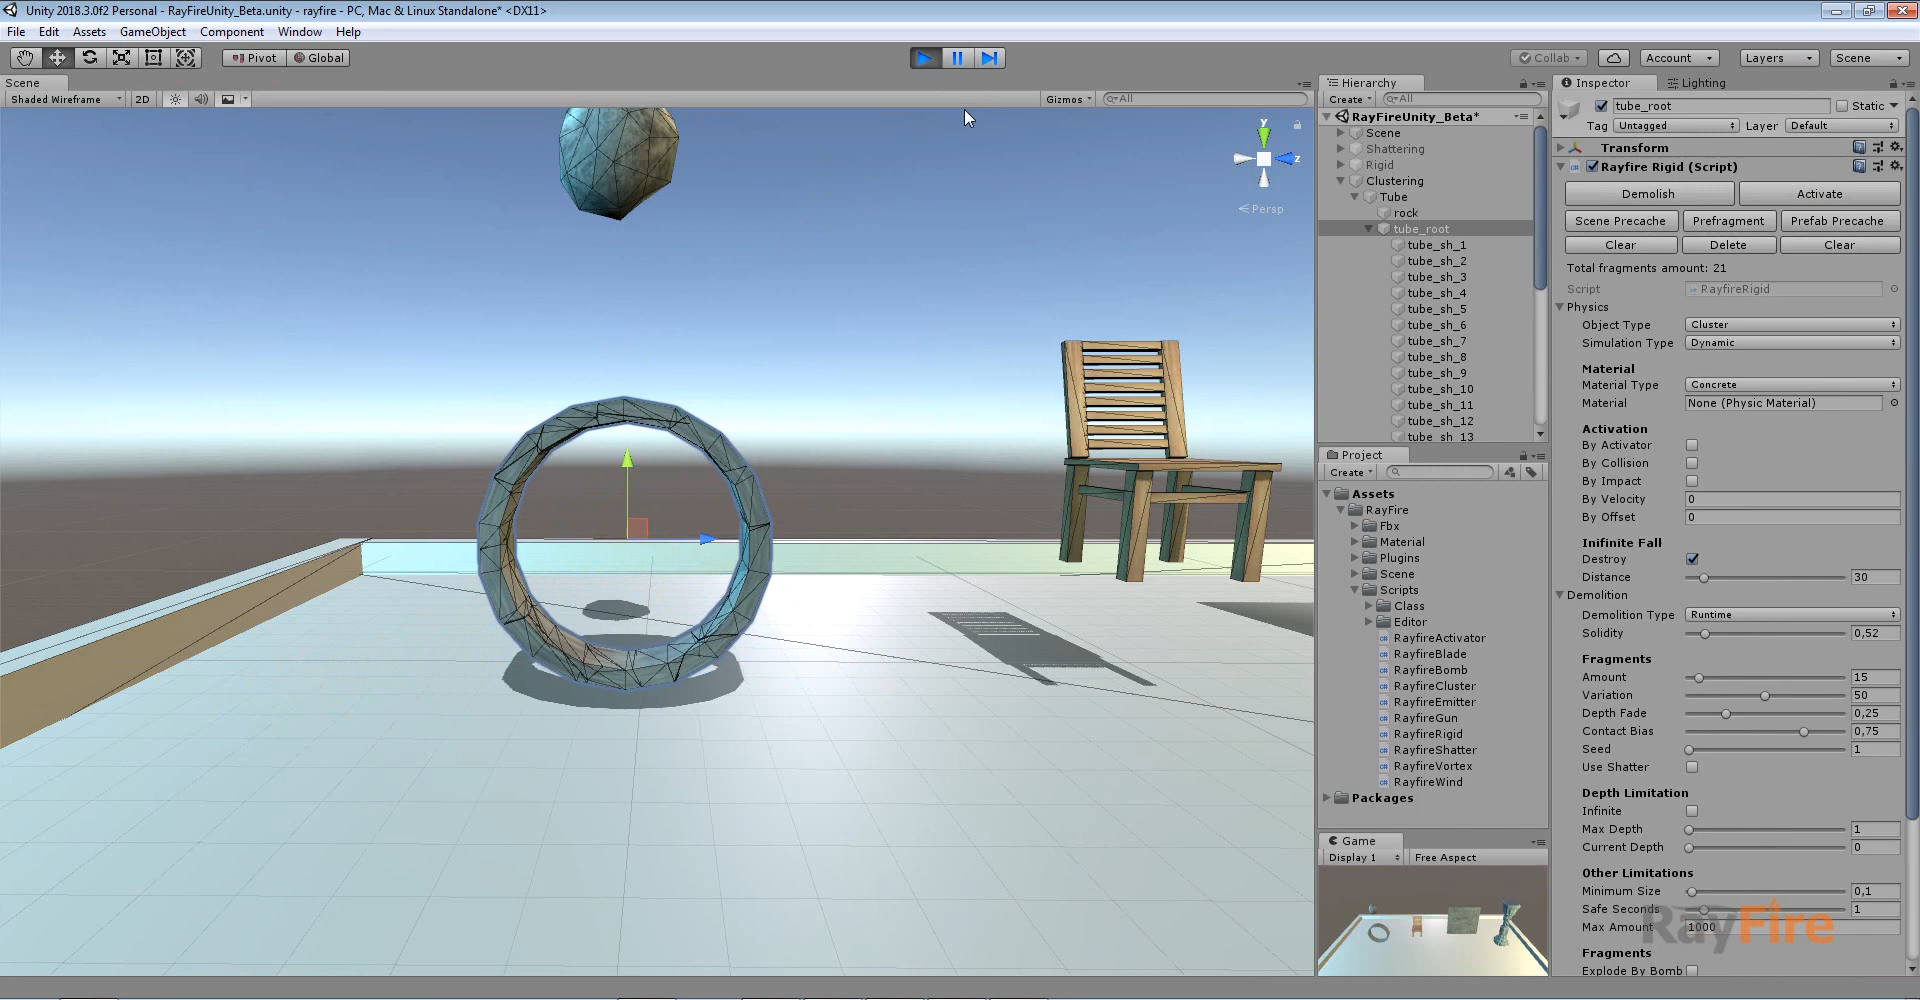 Unity 2018.3.0f2 Personal - RayFireUnity_Beta.unity - rayfire - PC, Mac & Linux Standalone* <DX11>
File Edit Assets GameObject Component Window Help
Pivot Global Collab Account Layers Scene
Scene
Shaded Wireframe 2D Gizmos All
y
z
Persp
Hierarchy
Create All
RayFireUnity_Beta*
Scene
Shattering
Rigid
Clustering
Tube
rock
tube_root
tube_sh_1
tube_sh_2
tube_sh_3
tube_sh_4
tube_sh_5
tube_sh_6
tube_sh_7
tube_sh_8
tube_sh_9
tube_sh_10
tube_sh_11
tube_sh_12
tube_sh_13
Project
Create
Assets
RayFire
Fbx
Material
Plugins
Scene
Scripts
Class
Editor
RayfireActivator
RayfireBlade
RayfireBomb
RayfireCluster
RayfireEmitter
RayfireGun
RayfireRigid
RayfireShatter
RayfireVortex
RayfireWind
Packages
Game
Display 1 Free Aspect
Inspector Lighting
tube_root Static
Tag Untagged Layer Default
Transform
Rayfire Rigid (Script)
Demolish Activate
Scene Precache Prefragment Prefab Precache
Clear Delete Clear
Total fragments amount: 21
Script RayfireRigid
Physics
Object Type Cluster
Simulation Type Dynamic
Material
Material Type Concrete
Material None (Physic Material)
Activation
By Activator
By Collision
By Impact
By Velocity 0
By Offset 0
Inifinite Fall
Destroy
Distance 30
Demolition
Demolition Type Runtime
Solidity 0,52
Fragments
Amount 15
Variation 50
Depth Fade 0,25
Contact Bias 0,75
Seed 1
Use Shatter
Depth Limitation
Infinite
Max Depth 1
Current Depth 0
Other Limitations
Minimum Size 0,1
Safe Seconds 1
Max Amount 1000
RayFire
Fragments
Explode By Bomb